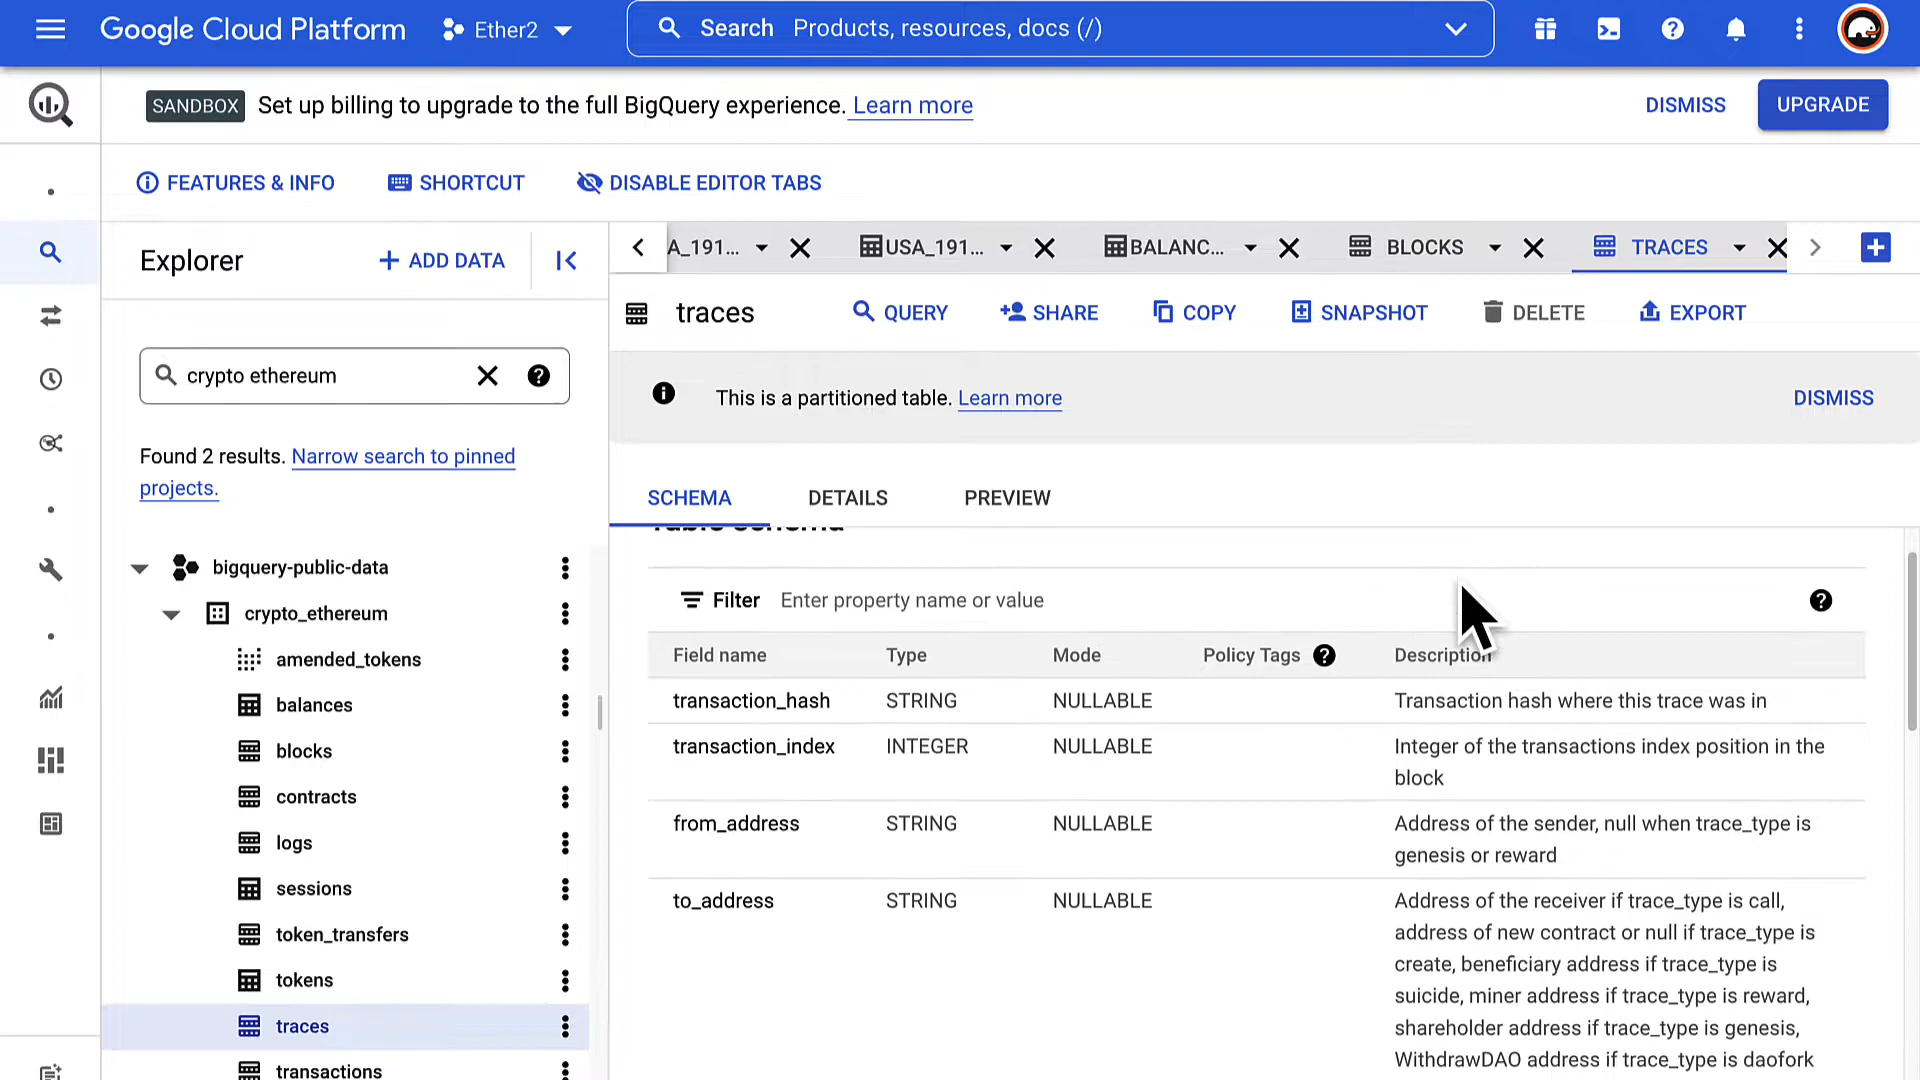 Google Cloud Platform
Ether2
Search Products, resources, docs (/)
SANDBOX Set up billing to upgrade to the full BigQuery experience. Learn more
DISMISS
UPGRADE
FEATURES & INFO
SHORTCUT
DISABLE EDITOR TABS
Explorer
+ ADD DATA
A_191...
USA_191...
BALANC...
BLOCKS
TRACES
traces
QUERY
SHARE
COPY
SNAPSHOT
DELETE
EXPORT
crypto ethereum
This is a partitioned table. Learn more
DISMISS
Found 2 results. Narrow search to pinned
projects.
SCHEMA
DETAILS
PREVIEW
Table schema
bigquery-public-data
crypto_ethereum
amended_tokens
balances
blocks
contracts
logs
sessions
token_transfers
tokens
traces
transactions
Filter Enter property name or value
Field name Type Mode Policy Tags Description
transaction_hash STRING NULLABLE Transaction hash where this trace was in
transaction_index INTEGER NULLABLE Integer of the transactions index position in the
block
from_address STRING NULLABLE Address of the sender, null when trace_type is
genesis or reward
to_address STRING NULLABLE Address of the receiver if trace_type is call,
address of new contract or null if trace_type is
create, beneficiary address if trace_type is
suicide, miner address if trace_type is reward,
shareholder address if trace_type is genesis,
WithdrawDAO address if trace_type is daofork